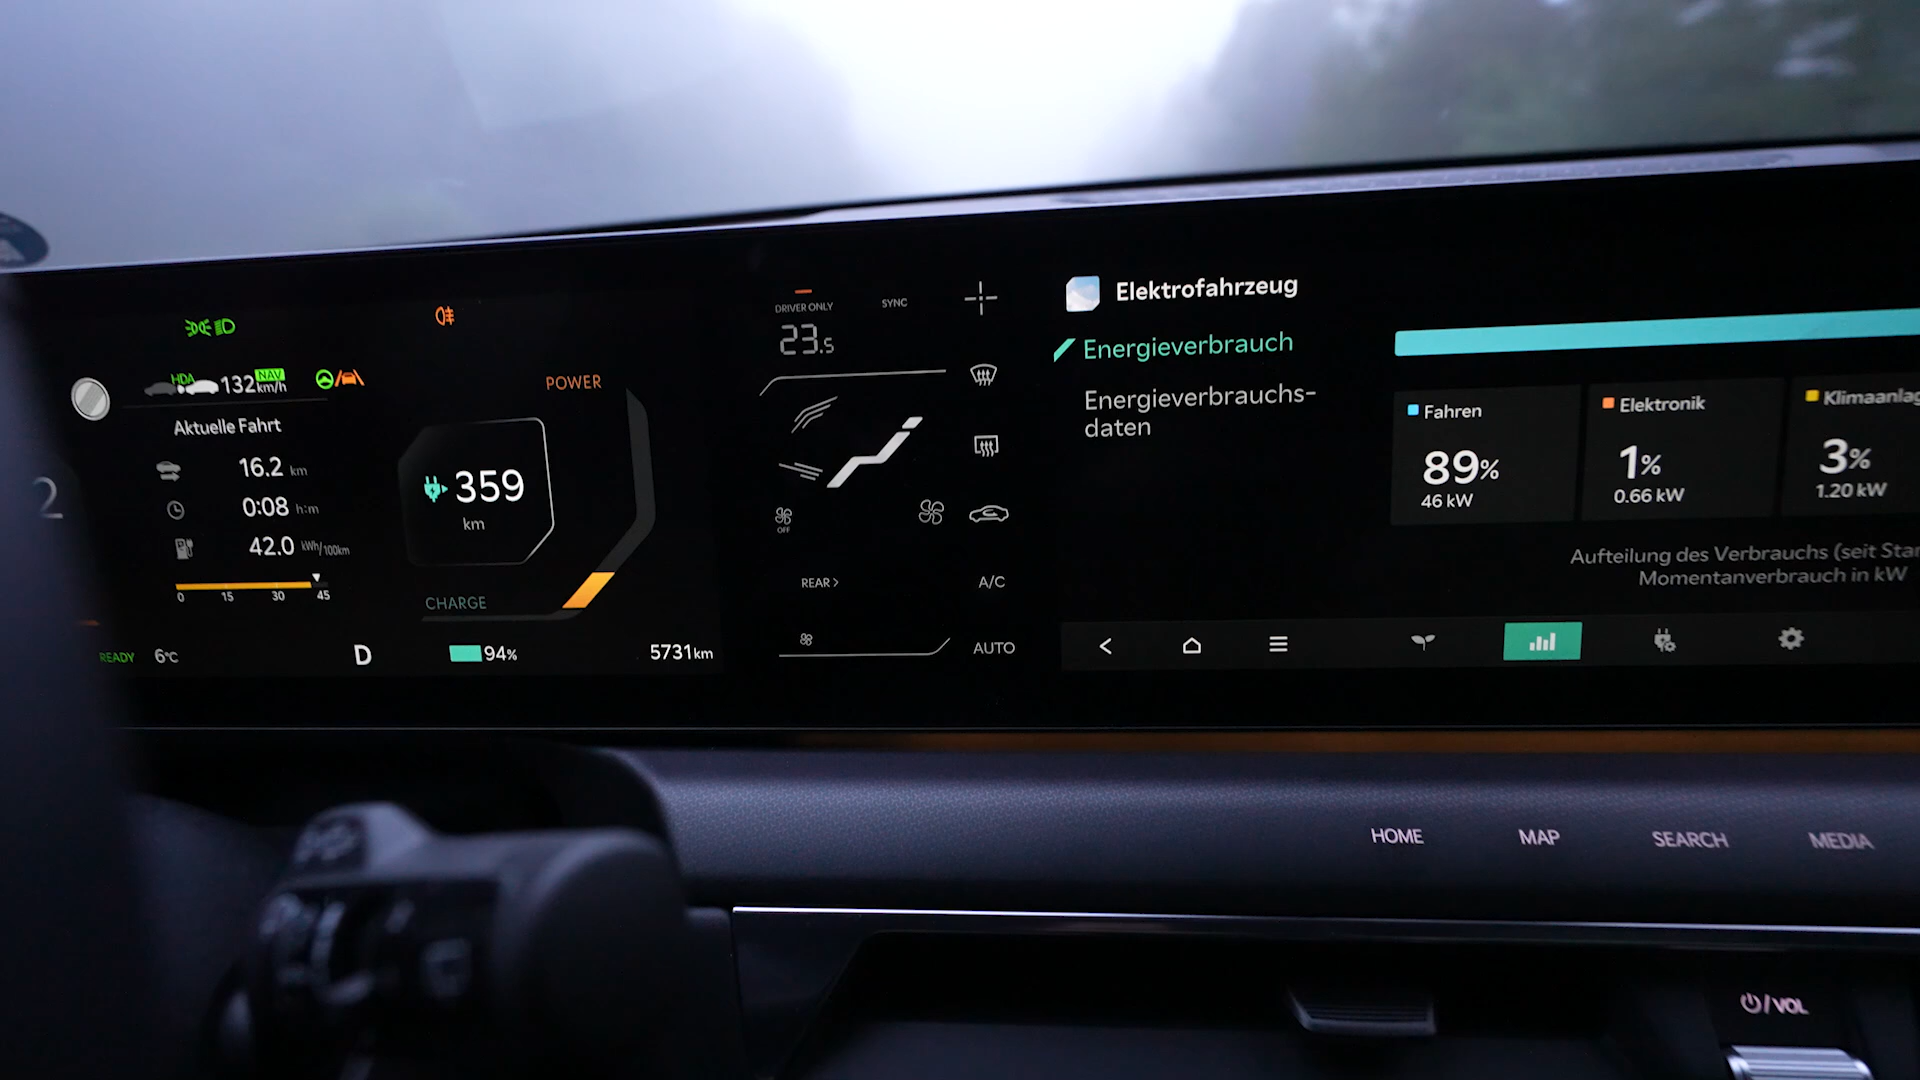 HDA
132 km/h
NAV
Aktuelle Fahrt
16.2 km
0:08 h:m
42.0 kWh/100km
0 15 30 45
2
READY 6°C
D
94%
5731 km
POWER
359
km
CHARGE
DRIVER ONLY
23.5
SYNC
OFF
REAR >
A/C
AUTO
Elektrofahrzeug
Energieverbrauch
Energieverbrauchs-
daten
Fahren
89%
46 kW
Elektronik
1%
0.66 kW
Klimaanlag
3%
1.20 kW
Aufteilung des Verbrauchs (seit Star
Momentanverbrauch in kW
HOME MAP SEARCH MEDIA
/VOL